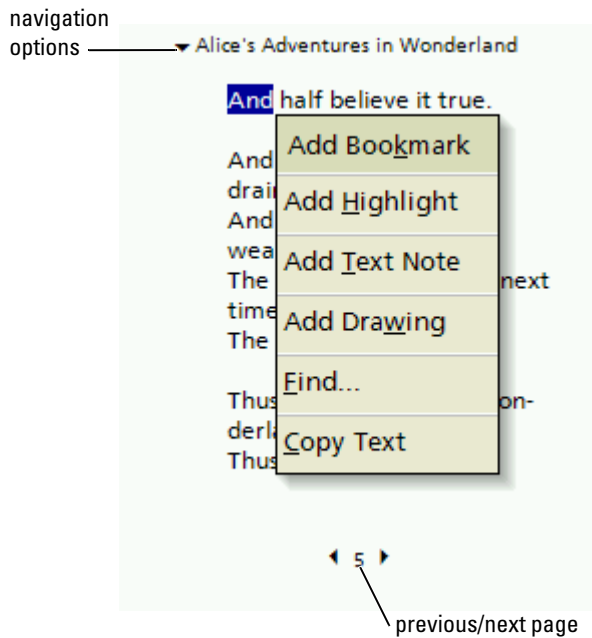 navigation
options
Alice's Adventures in Wonderland
And half believe it true.
Add Bookmark
And
drai
Add Highlight
And
wea
Add Text Note
The next
time
Add Drawing
The
Find...
Thus on-
derla
Copy Text
Thus
5
previous/next page